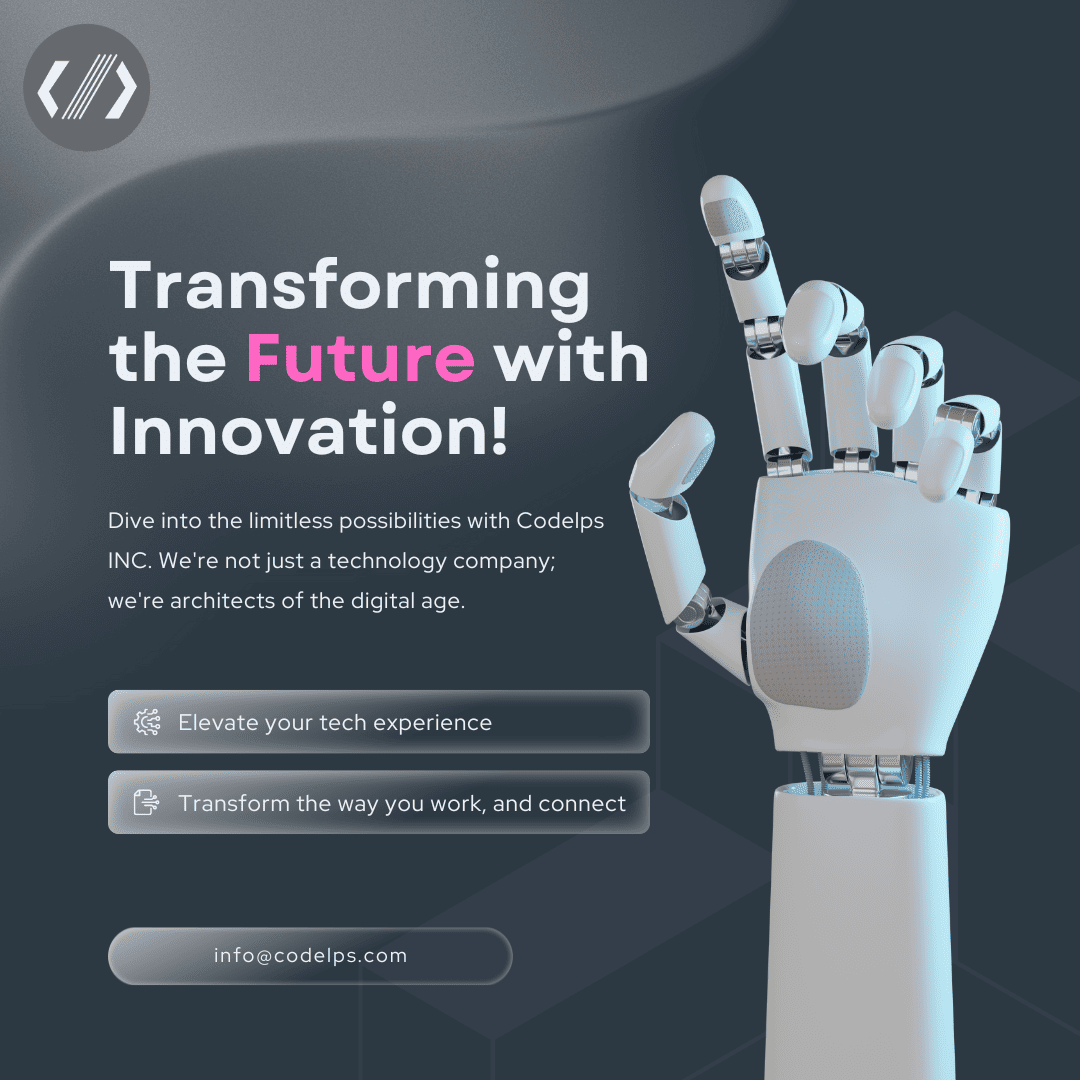 Transforming
the Future with
Innovation!
Dive into the limitless possibilities with Codelps
INC. We're not just a technology company;
we're architects of the digital age.
Elevate your tech experience
Transform the way you work, and connect
info@codelps.com